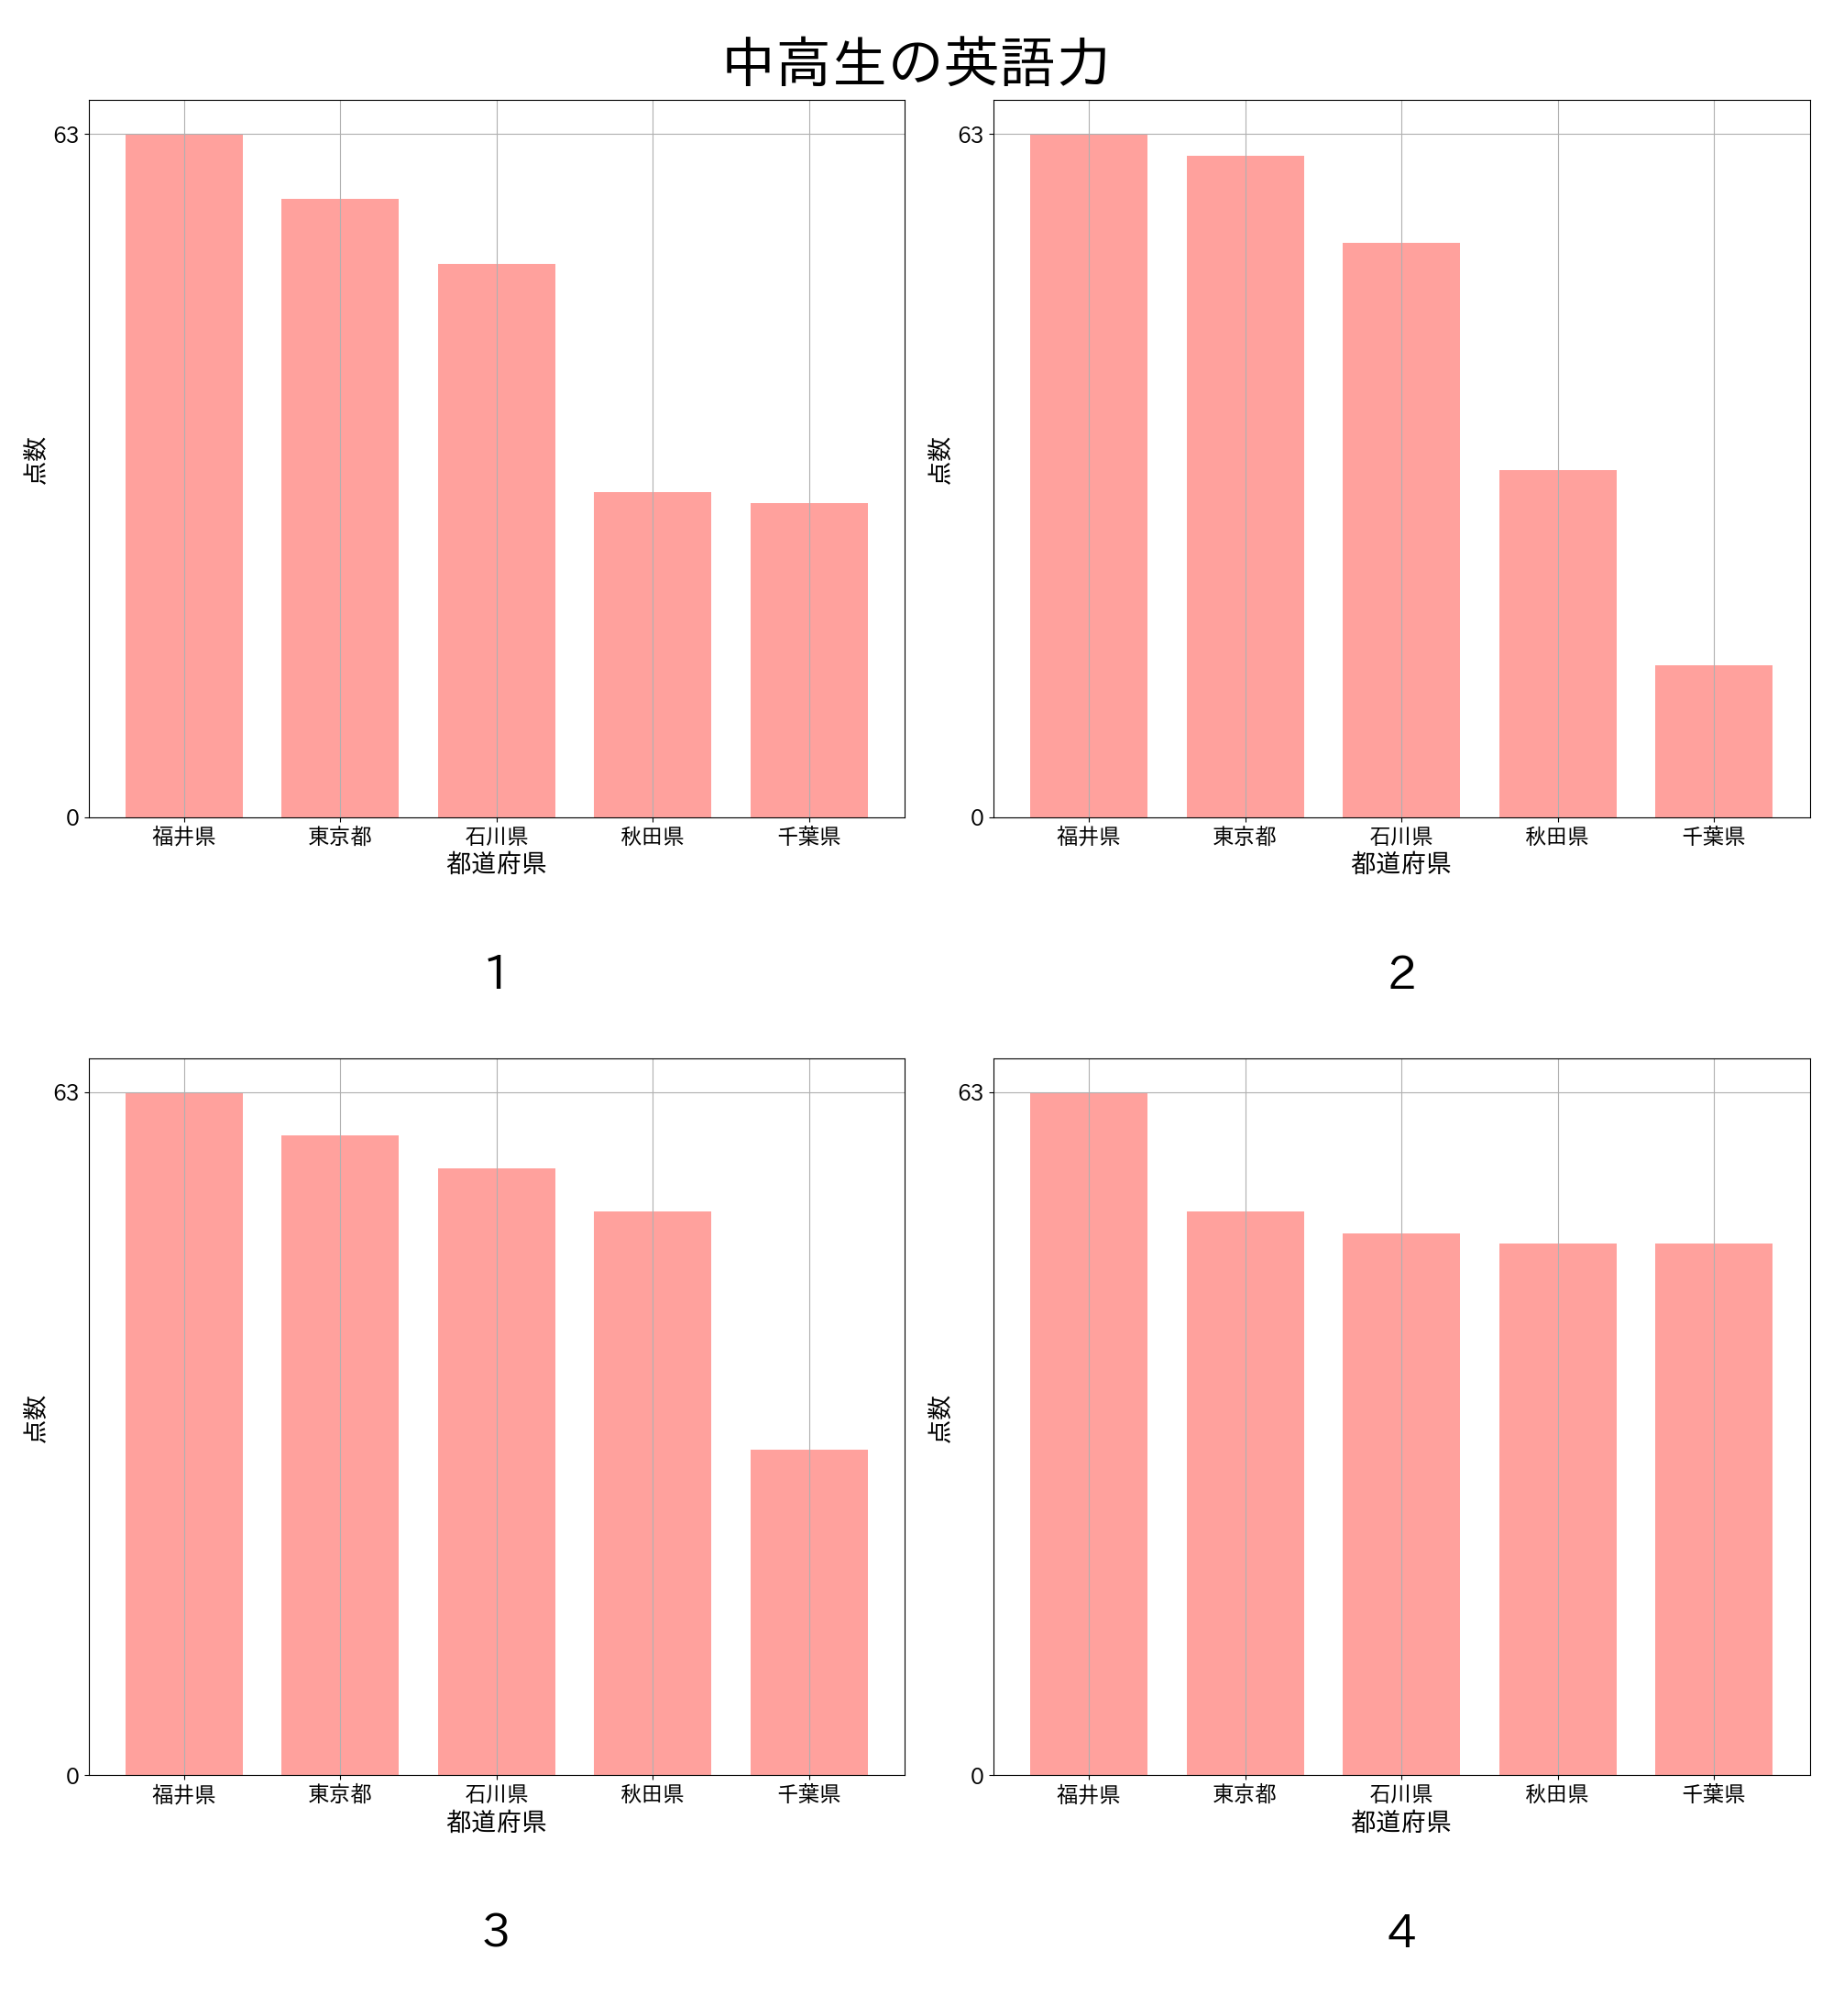 中高生の英語力
63
0
点数
福井県 東京都 石川県 秋田県 千葉県
都道府県
1
63
0
点数
福井県 東京都 石川県 秋田県 千葉県
都道府県
2
63
0
点数
福井県 東京都 石川県 秋田県 千葉県
都道府県
3
63
0
点数
福井県 東京都 石川県 秋田県 千葉県
都道府県
4